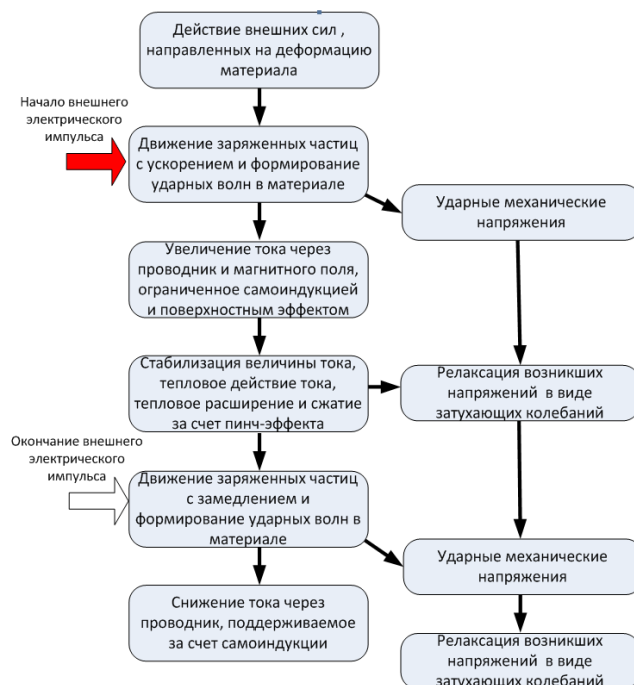 Действие внешних сил ,
направленных на деформацию
материала
Начало внешнего
электрического
импульса
Движение заряженных частиц
с ускорением и формирование
ударных волн в материале
Ударные механические
напряжения
Увеличение тока через
проводник и магнитного поля,
ограниченное самоиндукцией
и поверхностным эффектом
Стабилизация величины тока,
тепловое действие тока,
тепловое расширение и сжатие
за счет пинч-эффекта
Релаксация возникших
напряжений в виде
затухающих колебаний
Окончание внешнего
электрического
импульса
Движение заряженных частиц
с замедлением и
формирование ударных волн в
материале
Ударные механические
напряжения
Снижение тока через
проводник, поддерживаемое
за счет самоиндукции
Релаксация возникших
напряжений в виде
затухающих колебаний